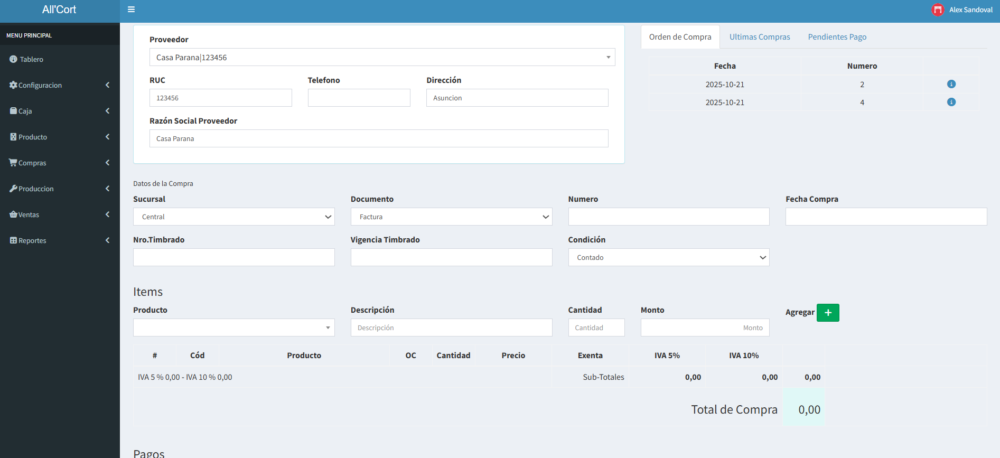 All'Cort
Alex Sandoval
MENU PRINCIPAL
Tablero
Configuracion
Caja
Producto
Compras
Produccion
Ventas
Reportes
Proveedor
Casa Parana|123456
RUC Telefono Dirección
123456 Asuncion
Razón Social Proveedor
Casa Parana
Orden de Compra Ultimas Compras Pendientes Pago
Fecha Numero
2025-10-21 2
2025-10-21 4
Datos de la Compra
Sucursal Documento Numero Fecha Compra
Central Factura
Nro.Timbrado Vigencia Timbrado Condición
Contado
Items
Producto Descripción Cantidad Monto Agregar
Descripción Cantidad Monto
# Cód Producto OC Cantidad Precio Exenta IVA 5% IVA 10%
IVA 5 % 0,00 - IVA 10 % 0,00 Sub-Totales 0,00 0,00 0,00
Total de Compra 0,00
Pagos